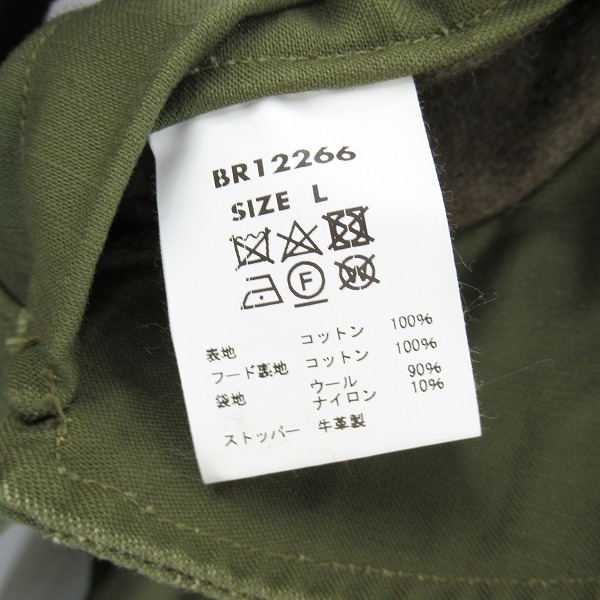 BR12266
SIZE L
F W
表地 コットン 100%
フード裏地 コットン 100%
袋地 ウール 90%
ナイロン 10%
ストッパー 牛革製